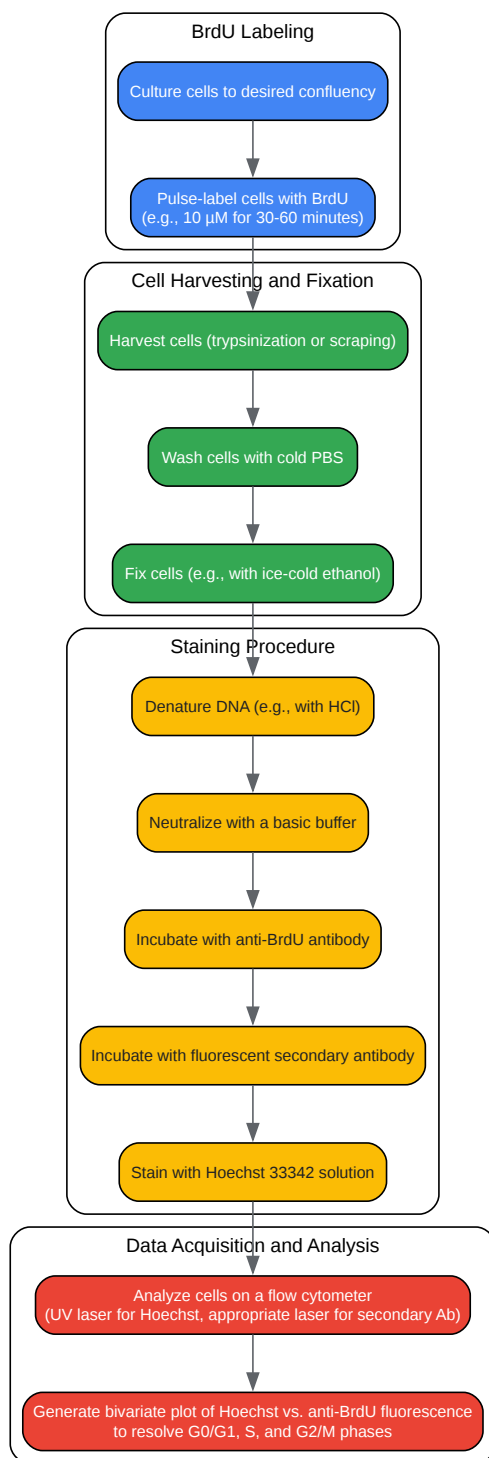 BrdU Labeling
Culture cells to desired confluency
Pulse-label cells with BrdU
(e.g., 10 µM for 30-60 minutes)
Cell Harvesting and Fixation
Harvest cells (trypsinization or scraping)
Wash cells with cold PBS
Fix cells (e.g., with ice-cold ethanol)
Staining Procedure
Denature DNA (e.g., with HCl)
Neutralize with a basic buffer
Incubate with anti-BrdU antibody
Incubate with fluorescent secondary antibody
Stain with Hoechst 33342 solution
Data Acquisition and Analysis
Analyze cells on a flow cytometer
(UV laser for Hoechst, appropriate laser for secondary Ab)
Generate bivariate plot of Hoechst vs. anti-BrdU fluorescence
to resolve G0/G1, S, and G2/M phases